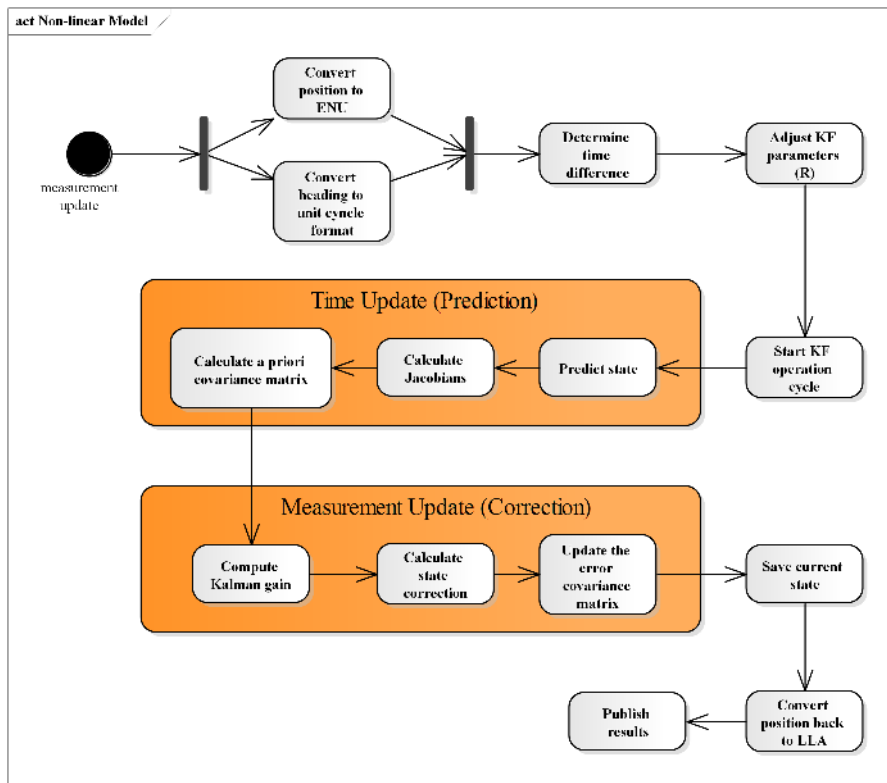 act Non-linear Model
Convert
position to
ENU
measurement
update
Convert
heading to
unit cyncle
format
Determine
time
difference
Adjust KF
parameters
(R)
Time Update (Prediction)
Calculate a priori
covariance matrix
Calculate
Jacobians
Predict state
Start KF
operation
cycle
Measurement Update (Correction)
Compute
Kalman gain
Calculate
state
correction
Update the
error
covariance
matrix
Save current
state
Publish
results
Convert
position back
to LLA